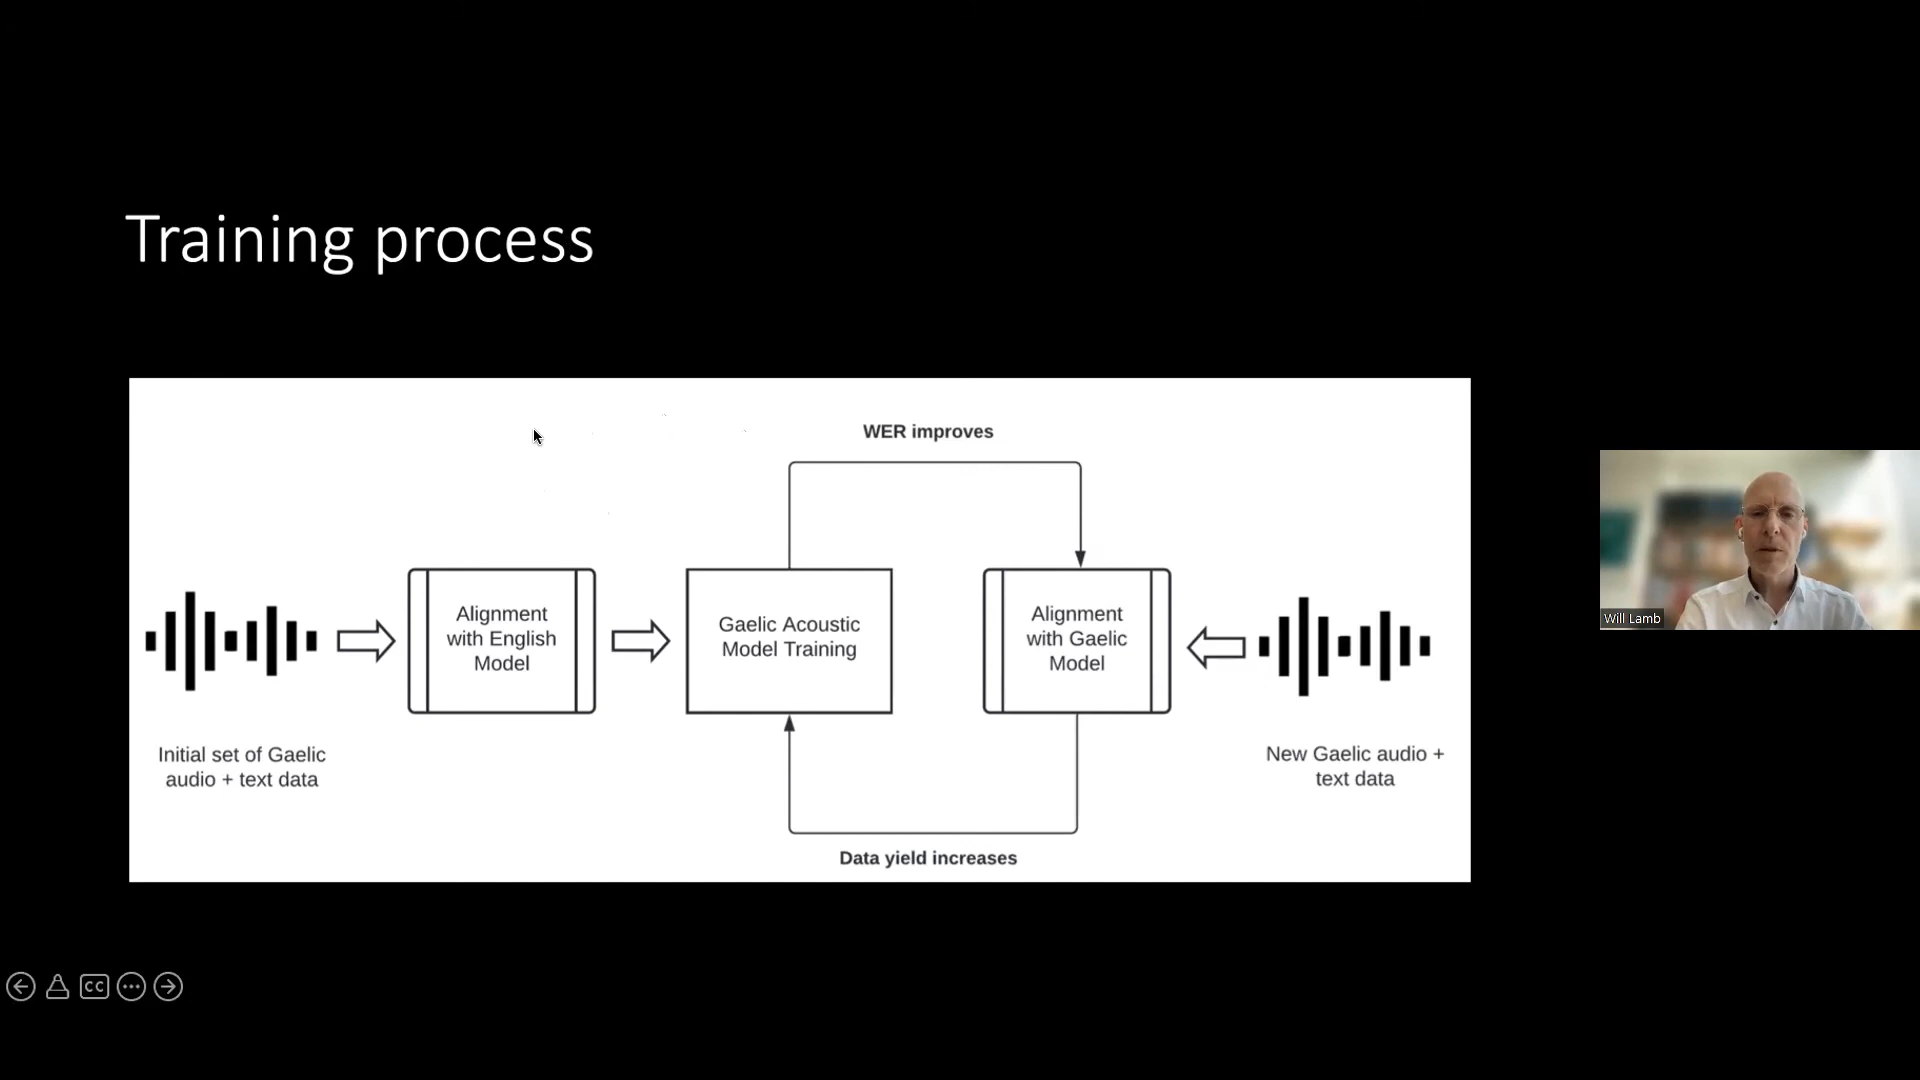 Training process
WER improves
Alignment
with English
Model
Gaelic Acoustic
Model Training
Alignment
with Gaelic
Model
Initial set of Gaelic
audio + text data
New Gaelic audio +
text data
Data yield increases
Will Lamb
CC